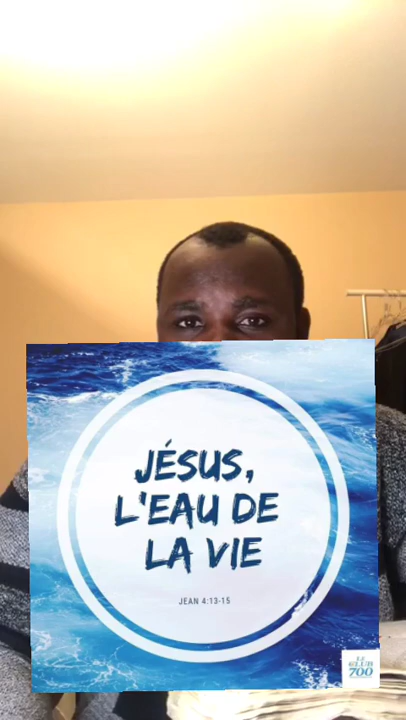 JÉSUS,
L'EAU DE
LA VIE
JEAN 4:13-15
LE
CLUB
700